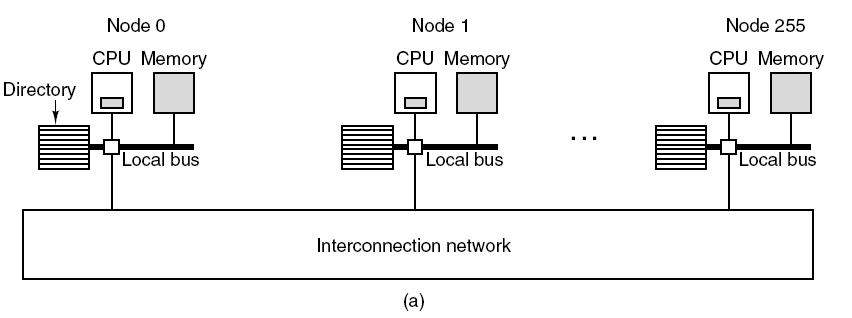 Node 0
Node 1
Node 255
CPU Memory
CPU Memory
CPU Memory
Directory
...
Local bus
Local bus
Local bus
Interconnection network
(a)